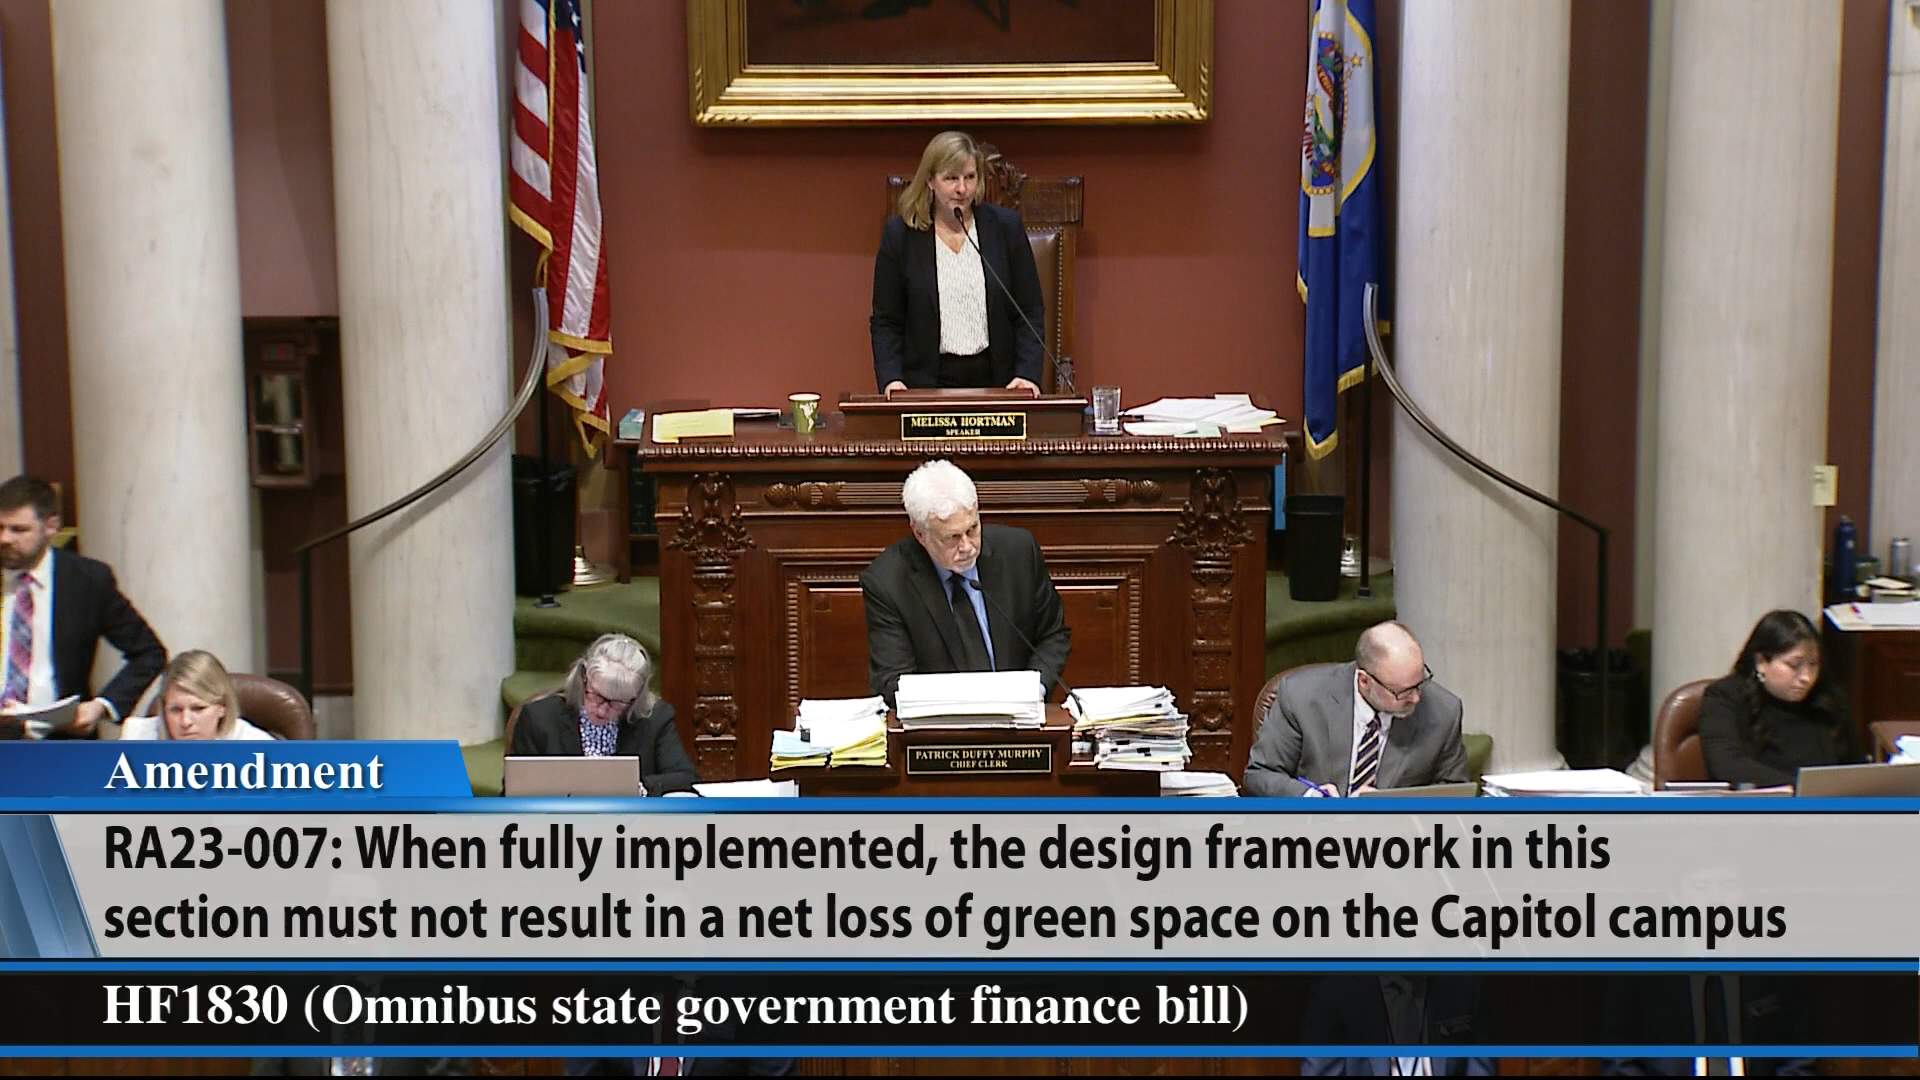 MELISSA HORTMAN
SPEAKER
PATRICK DUFFY MURPHY
CHIEF CLERK
Amendment
RA23-007: When fully implemented, the design framework in this
section must not result in a net loss of green space on the Capitol campus
HF1830 (Omnibus state government finance bill)